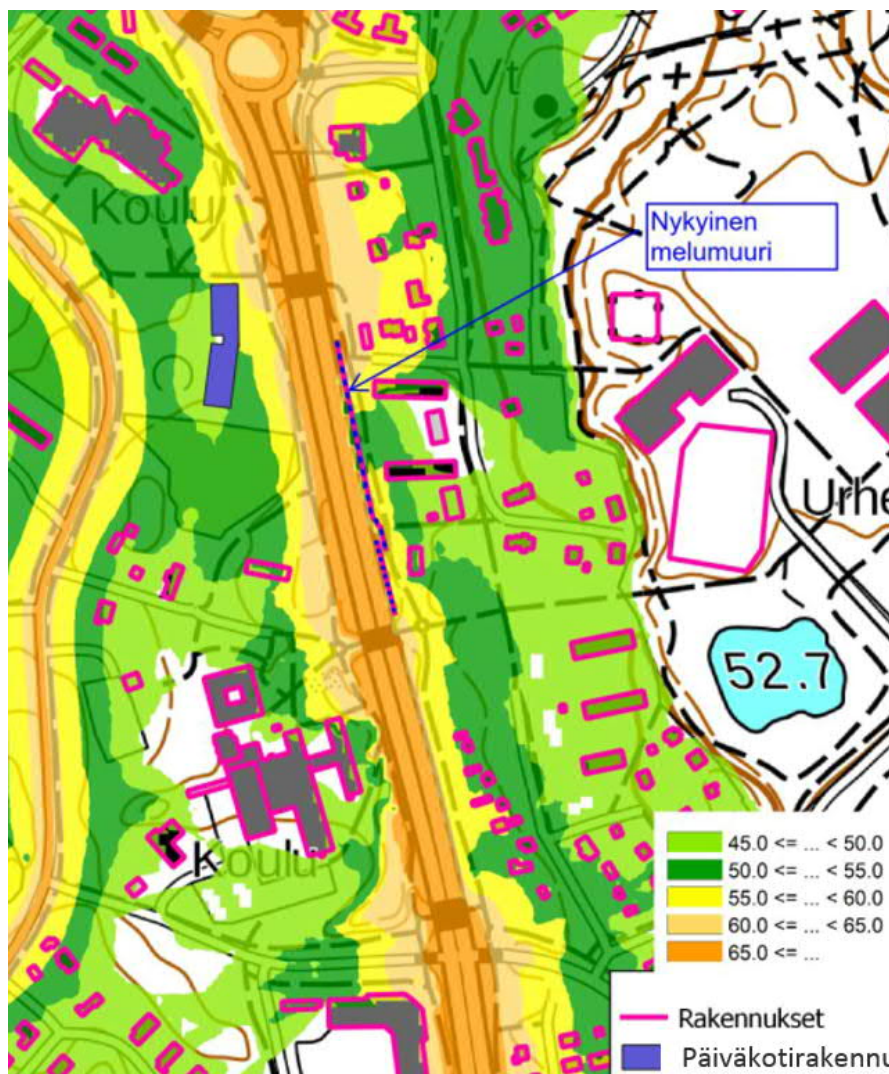 Vt
Koulu
Nykyinen
melumuuri
Urhe
52.7
Koulu
45.0 <= ... < 50.0
50.0 <= ... < 55.0
55.0 <= ... < 60.0
60.0 <= ... < 65.0
65.0 <= ...
Rakennukset
Päiväkotirakennu